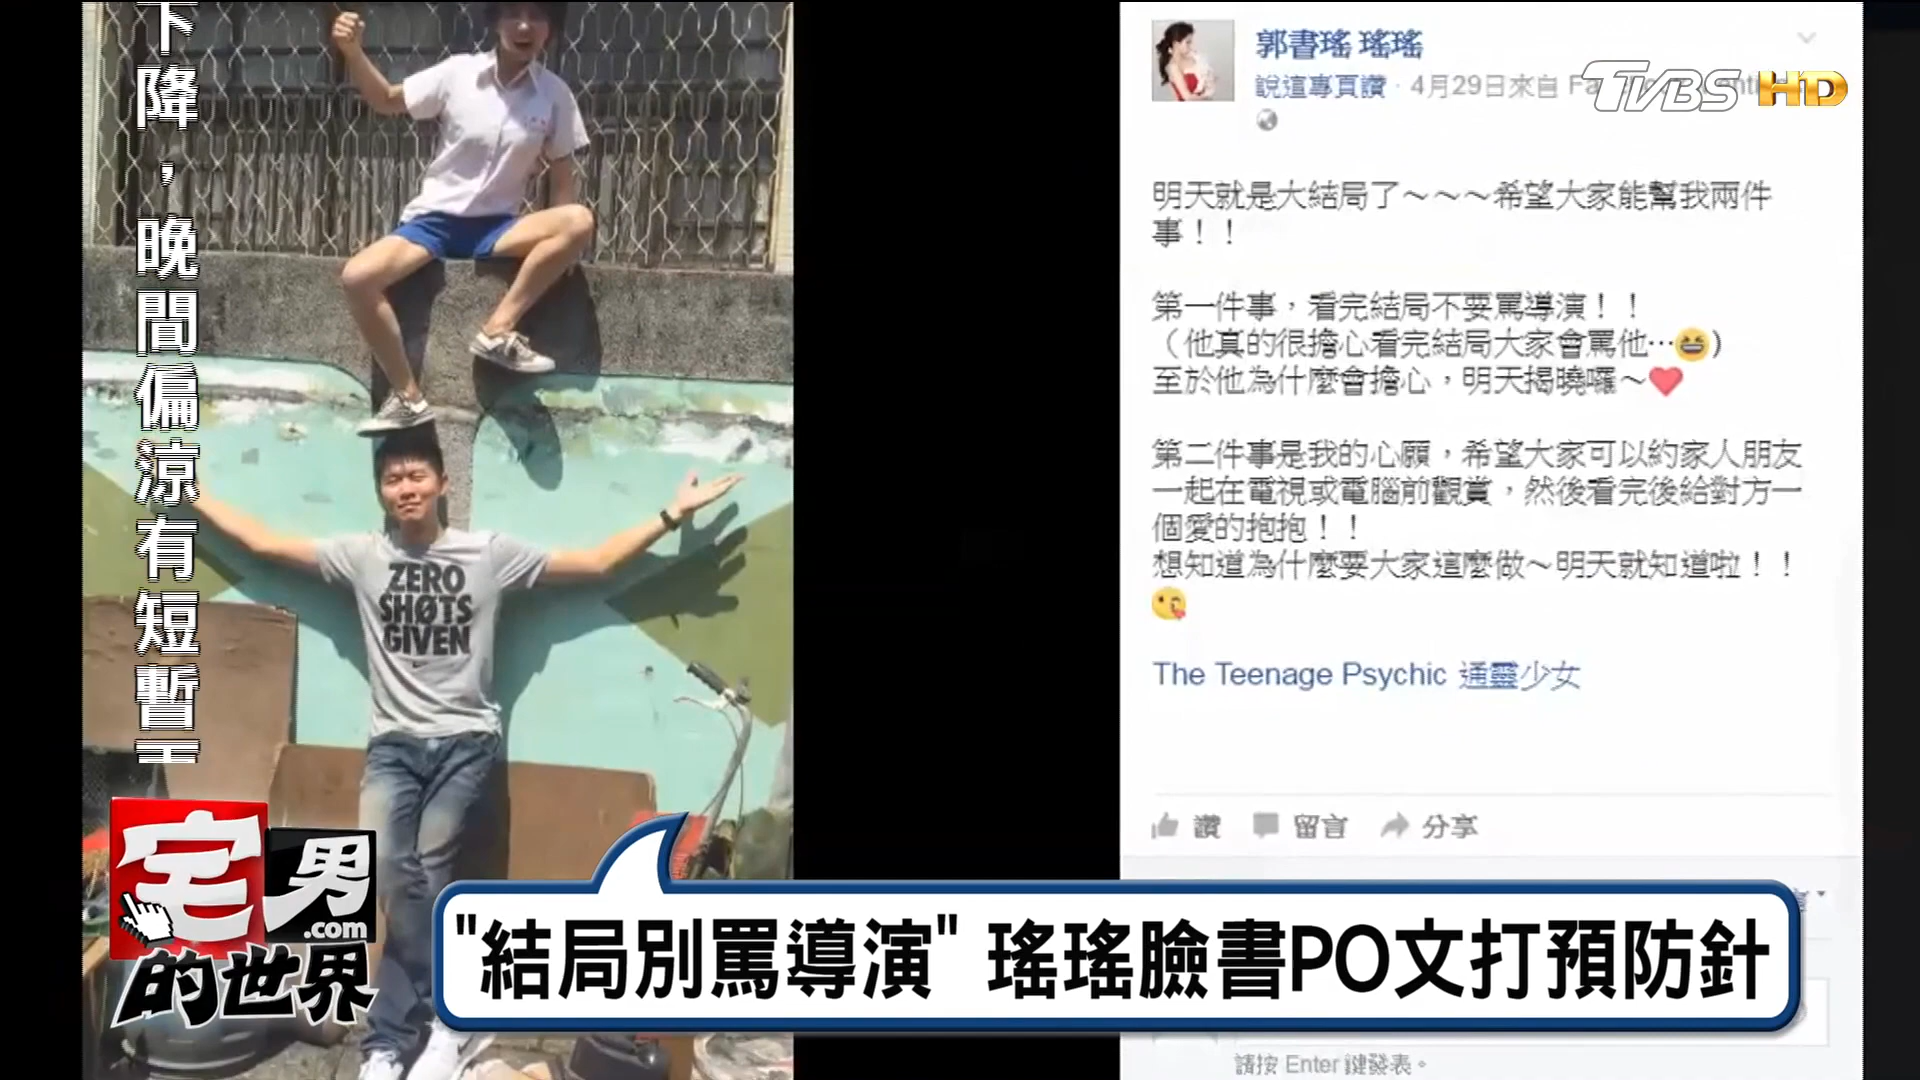 下降，晚間偏涼有短暫
郭書瑤 瑤瑤
說這專頁讚 · 4月29日來自
TVBS HD
明天就是大結局了～～～希望大家能幫我兩件
事！！
第一件事，看完結局不要罵導演！！
（他真的很擔心看完結局大家會罵他…😆）
至於他為什麼會擔心，明天揭曉囉～❤
第二件事是我的心願，希望大家可以約家人朋友
一起在電視或電腦前觀賞，然後看完後給對方一
個愛的抱抱！！
想知道為什麼要大家這麼做～明天就知道啦！！
😘
The Teenage Psychic 通靈少女
讚 留言 分享
ZERO
SHØTS
GIVEN
宅男
.com
的世界
"結局別罵導演" 瑤瑤臉書PO文打預防針
請按 Enter 鍵發表。